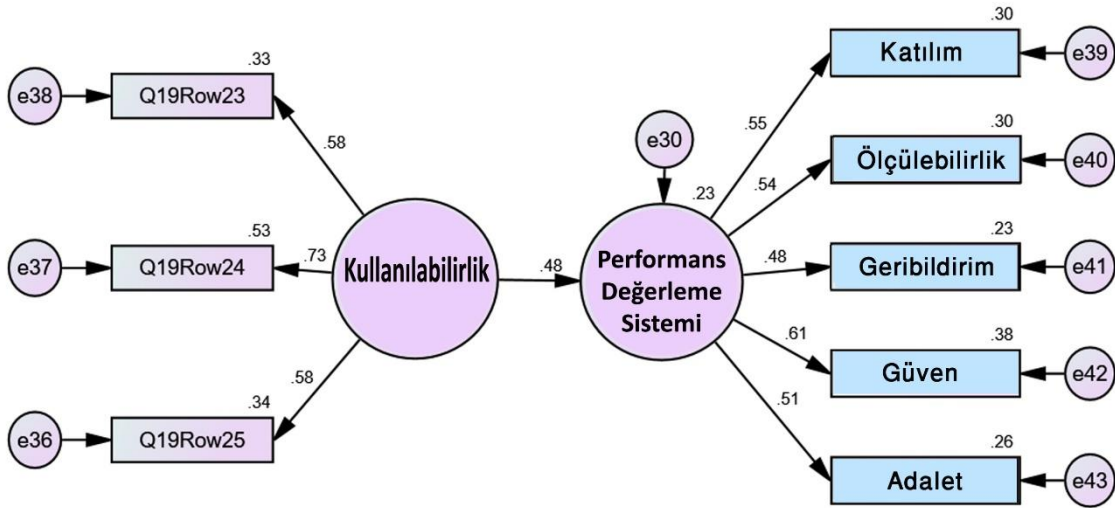 .33
e38
Q19Row23
.58
.53
e37
Q19Row24
.73
.34
e36
Q19Row25
.58
Kullanılabilirlik
.48
e30
.23
Performans
Değerleme
Sistemi
.55
.30
Katılım
e39
.54
.30
Ölçülebilirlik
e40
.48
.23
Geribildirim
e41
.61
.38
Güven
e42
.51
.26
Adalet
e43